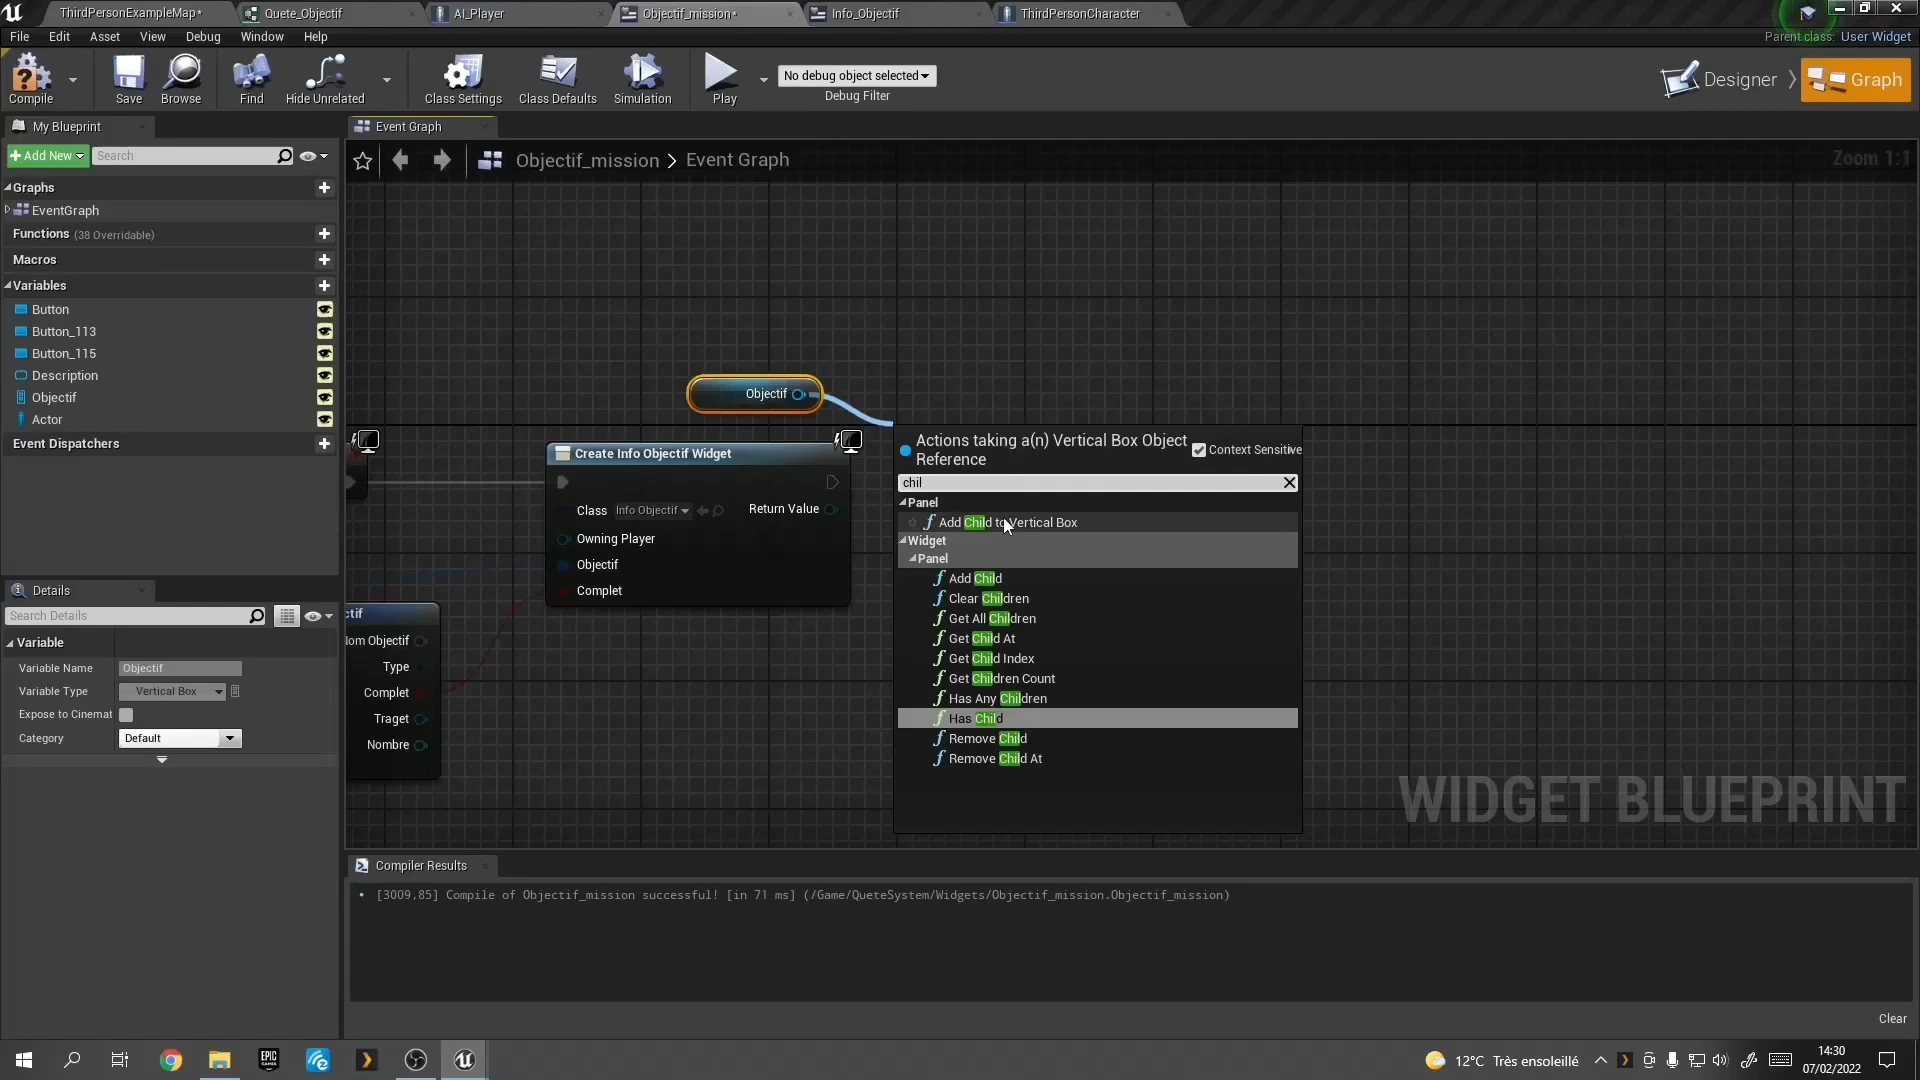 ThirdPersonExampleMap*
Quete_Objectif
AI_Player
Objectif_mission*
Info_Objectif
ThirdPersonCharacter
File Edit Asset View Debug Window Help
Parent class: User Widget
Compile
Save
Browse
Find
Hide Unrelated
Class Settings
Class Defaults
Simulation
Play
No debug object selected
Debug Filter
Designer
Graph
My Blueprint
Event Graph
Add New
Search
Objectif_mission > Event Graph
Zoom 1:1
Graphs
EventGraph
Functions (38 Overridable)
Macros
Variables
Button
Button_113
Button_115
Description
Objectif
Actor
Event Dispatchers
Objectif
Create Info Objectif Widget
Class Info Objectif
Return Value
Owning Player
Objectif
Complet
ctif
Type
Complet
Traget
Nombre
Actions taking a(n) Vertical Box Object
Reference
Context Sensitive
chil
Panel
Add Child to Vertical Box
Widget
Panel
Add Child
Clear Children
Get All Children
Get Child At
Get Child Index
Get Children Count
Has Any Children
Has Child
Remove Child
Remove Child At
WIDGET BLUEPRINT
Details
Search Details
Variable
Variable Name Objectif
Variable Type Vertical Box
Expose to Cinemat
Category Default
Compiler Results
[3009,85] Compile of Objectif_mission successful! [in 71 ms] (/Game/QueteSystem/Widgets/Objectif_mission.Objectif_mission)
Clear
EPIC GAMES
12°C Très ensoleillé
14:30
07/02/2022